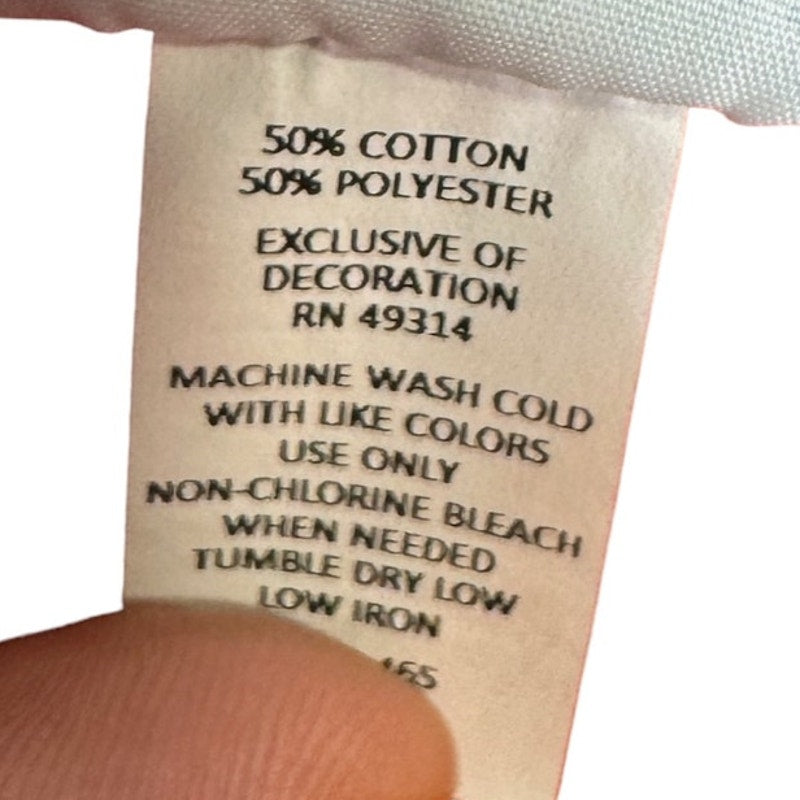 50% COTTON
50% POLYESTER
EXCLUSIVE OF
DECORATION
RN 49314
MACHINE WASH COLD
WITH LIKE COLORS
USE ONLY
NON-CHLORINE BLEACH
WHEN NEEDED
TUMBLE DRY LOW
LOW IRON